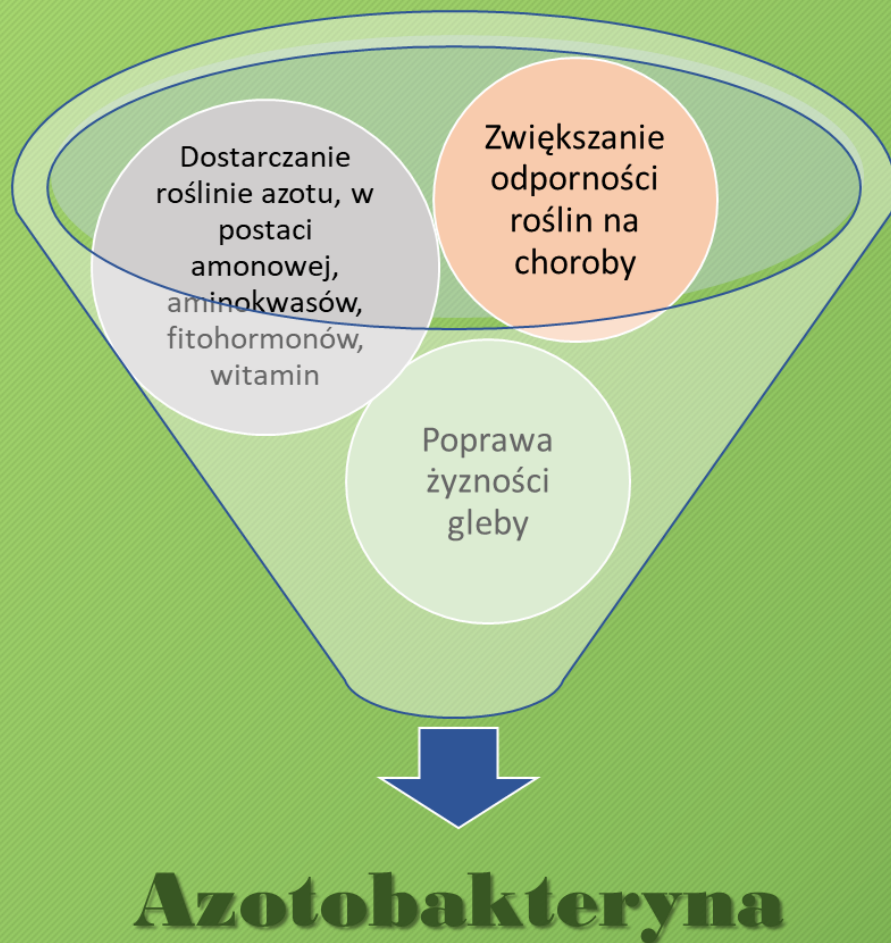 Dostarczanie
roślinie azotu, w
postaci
amonowej,
aminokwasów,
fitohormonów,
witamin
Zwiększanie
odporności
roślin na
choroby
Poprawa
żyzności
gleby
Azotobakteryna